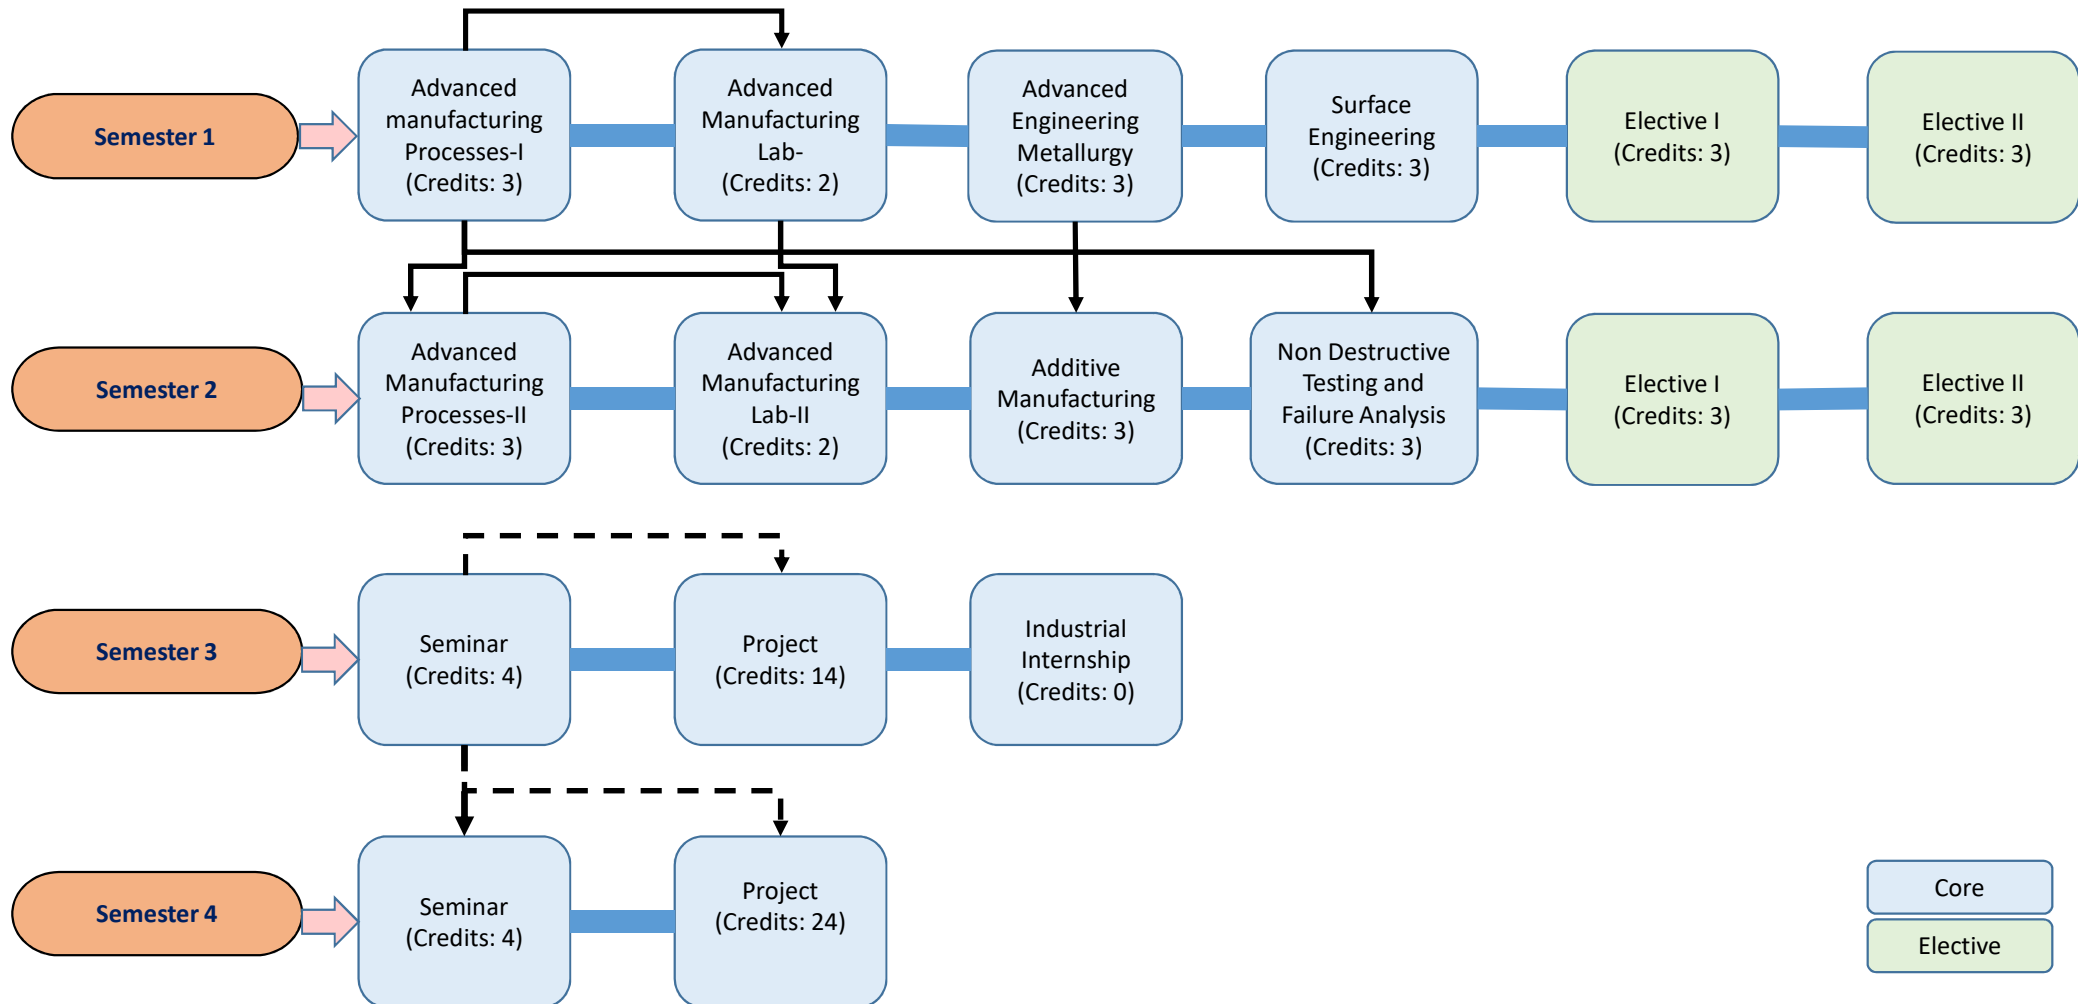 Semester 1
Advanced
manufacturing
Processes-I
(Credits: 3)
Advanced
Manufacturing
Lab-
(Credits: 2)
Advanced
Engineering
Metallurgy
(Credits: 3)
Surface
Engineering
(Credits: 3)
Elective I
(Credits: 3)
Elective II
(Credits: 3)
Semester 2
Advanced
Manufacturing
Processes-II
(Credits: 3)
Advanced
Manufacturing
Lab-II
(Credits: 2)
Additive
Manufacturing
(Credits: 3)
Non Destructive
Testing and
Failure Analysis
(Credits: 3)
Elective I
(Credits: 3)
Elective II
(Credits: 3)
Semester 3
Seminar
(Credits: 4)
Project
(Credits: 14)
Industrial
Internship
(Credits: 0)
Semester 4
Seminar
(Credits: 4)
Project
(Credits: 24)
Core
Elective